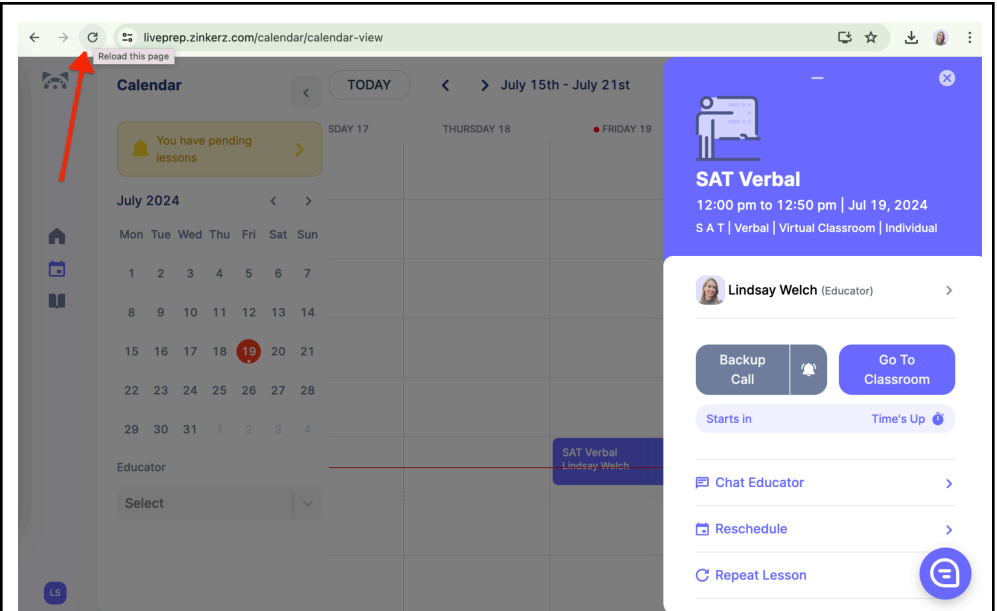 liveprep.zinkerz.com/calendar/calendar-view
Reload this page
Calendar
You have pending
lessons
July 2024
Mon Tue Wed Thu Fri Sat Sun
1 2 3 4 5 6 7
8 9 10 11 12 13 14
15 16 17 18 19 20 21
22 23 24 25 26 27 28
29 30 31 1 2 3 4
Educator
Select
LS
TODAY
July 15th - July 21st
SDAY 17
THURSDAY 18
FRIDAY 19
SAT Verbal
Lindsay Welch
SAT Verbal
12:00 pm to 12:50 pm | Jul 19, 2024
S A T | Verbal | Virtual Classroom | Individual
Lindsay Welch (Educator)
Backup
Call
Go To
Classroom
Starts in
Time's Up
Chat Educator
Reschedule
Repeat Lesson